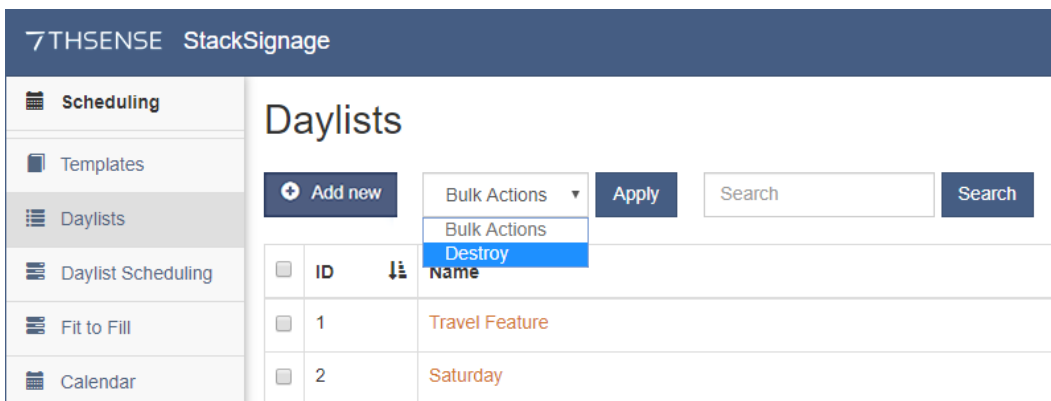 7THSENSE StackSignage
Scheduling
Templates
Daylists
Daylist Scheduling
Fit to Fill
Calendar
Daylists
Add new
Bulk Actions
Apply
Search
Search
Bulk Actions
Destroy
ID
Name
1
Travel Feature
2
Saturday